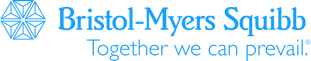 Bristol-Myers Squibb
Together we can prevail.®